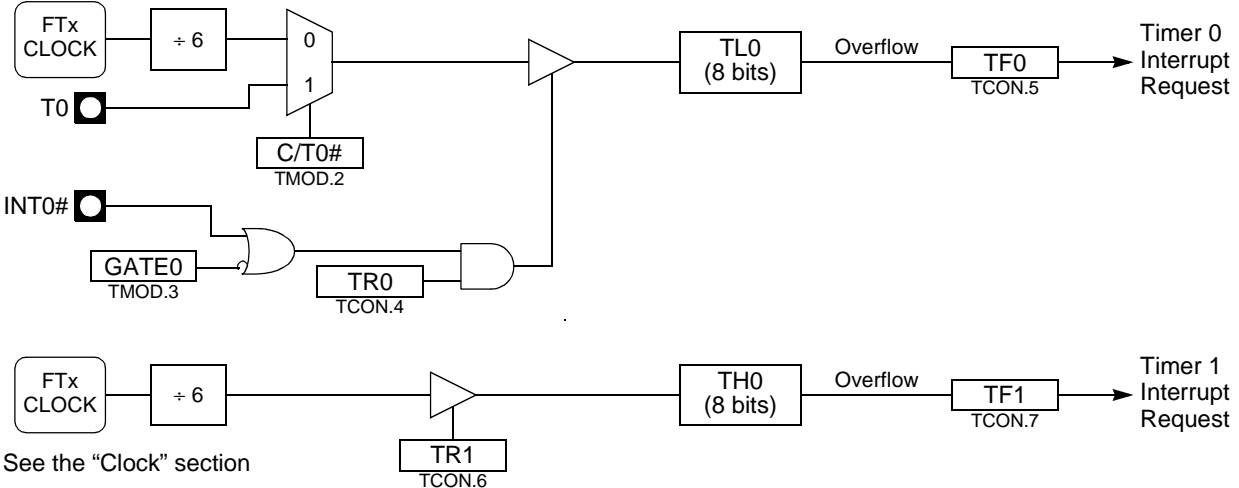 FTx
CLOCK
÷ 6
0
1
T0
C/T0#
TMOD.2
TL0
(8 bits)
Overflow
TF0
TCON.5
Timer 0
Interrupt
Request
INT0#
GATE0
TMOD.3
TR0
TCON.4
FTx
CLOCK
÷ 6
TR1
TCON.6
TH0
(8 bits)
Overflow
TF1
TCON.7
Timer 1
Interrupt
Request
See the “Clock” section